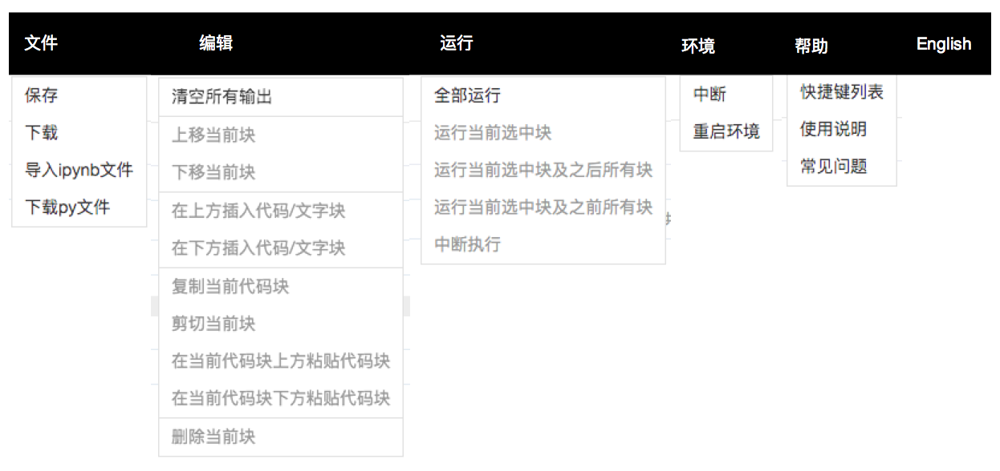 文件 编辑 运行 环境 帮助 English
保存
下载
导入ipynb文件
下载py文件
清空所有输出
上移当前块
下移当前块
在上方插入代码/文字块
在下方插入代码/文字块
复制当前代码块
剪切当前块
在当前代码块上方粘贴代码块
在当前代码块下方粘贴代码块
删除当前块
全部运行
运行当前选中块
运行当前选中块及之后所有块
运行当前选中块及之前所有块
中断执行
中断
重启环境
快捷键列表
使用说明
常见问题